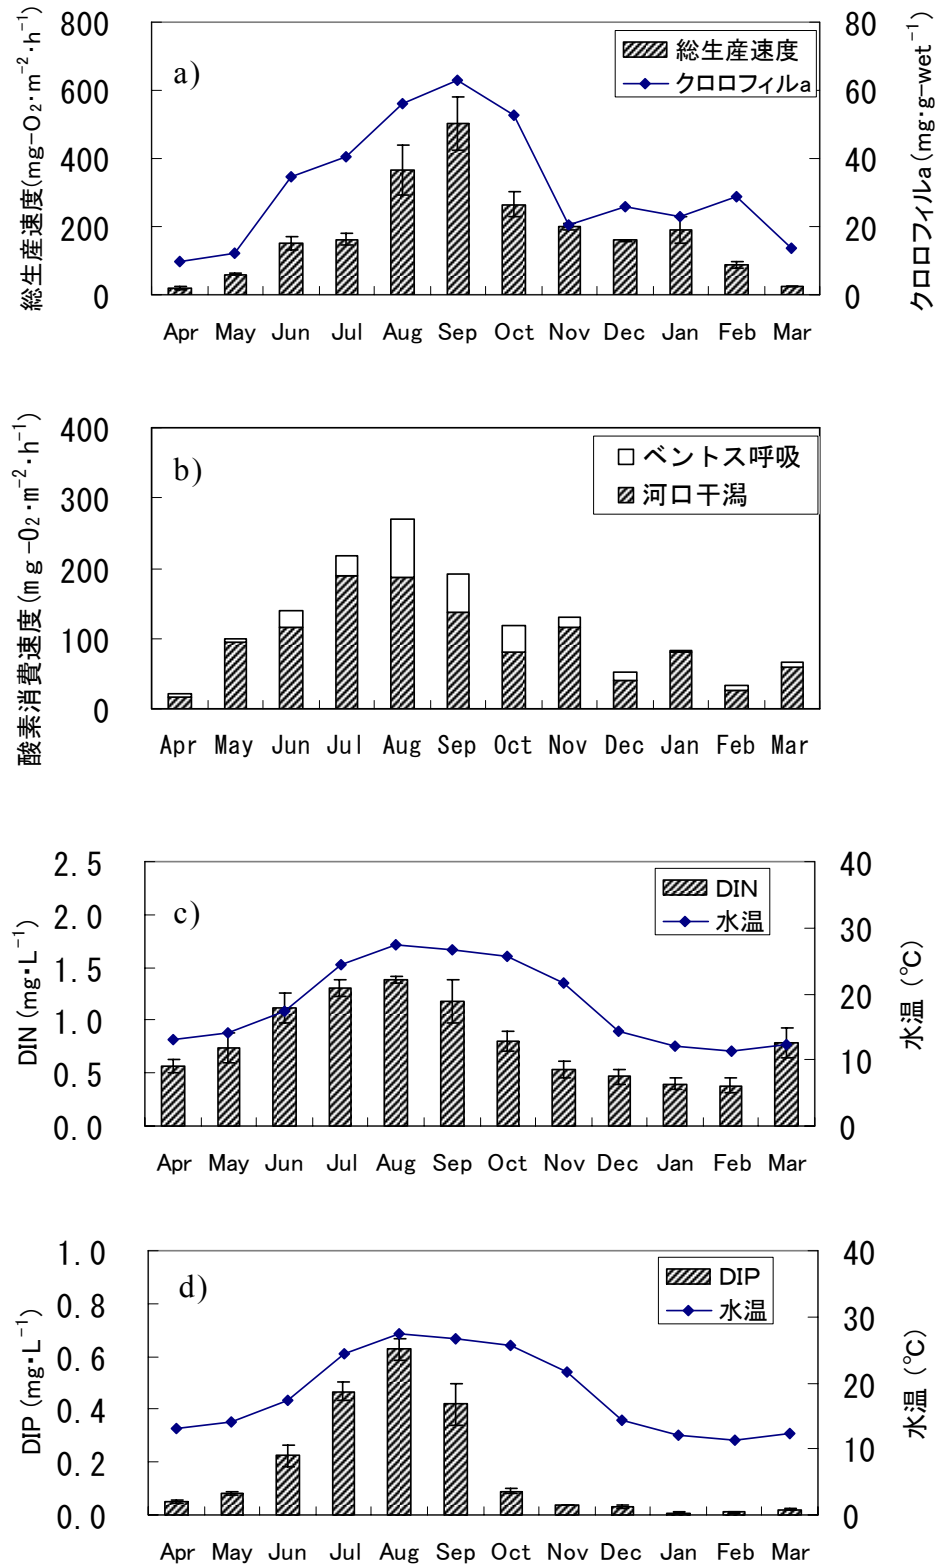 a)
総生産速度(mg-O₂·m⁻²·h⁻¹)
800
600
400
200
0
総生産速度
クロロフィルa
80
60
40
20
0
クロロフィルa(mg·g-wet⁻¹)
Apr May Jun Jul Aug Sep Oct Nov Dec Jan Feb Mar
b)
酸素消費速度(mg-O₂·m⁻²·h⁻¹)
400
300
200
100
0
ベントス呼吸
河口干潟
Apr May Jun Jul Aug Sep Oct Nov Dec Jan Feb Mar
c)
DIN (mg·L⁻¹)
2.5
2.0
1.5
1.0
0.5
0.0
DIN
水温
40
30
20
10
0
水温 (℃)
Apr May Jun Jul Aug Sep Oct Nov Dec Jan Feb Mar
d)
DIP (mg·L⁻¹)
1.0
0.8
0.6
0.4
0.2
0.0
DIP
水温
40
30
20
10
0
水温 (℃)
Apr May Jun Jul Aug Sep Oct Nov Dec Jan Feb Mar